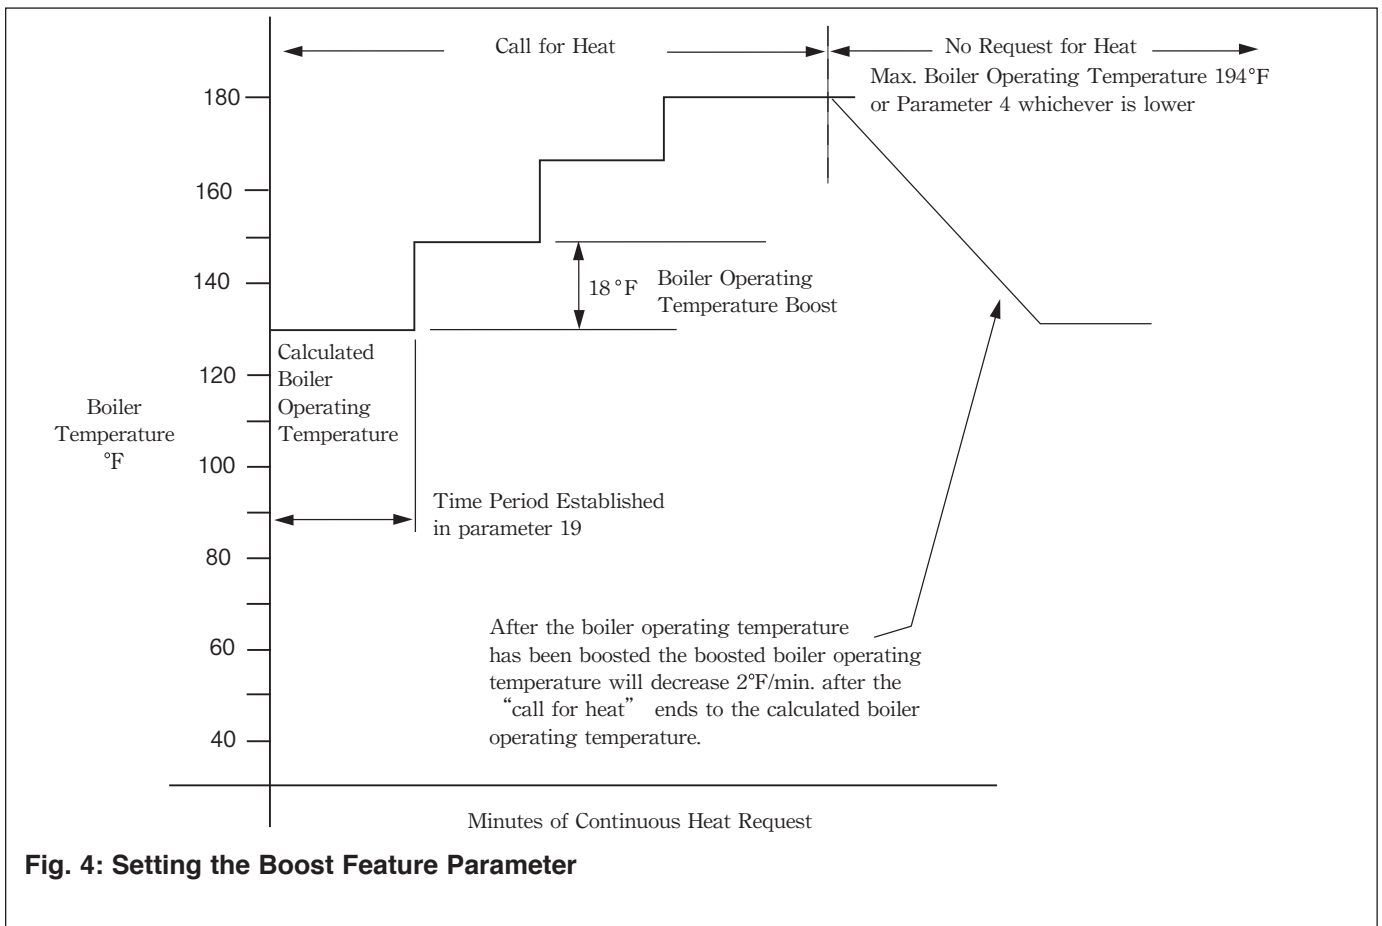 Call for Heat
No Request for Heat
Max. Boiler Operating Temperature 194°F
or Parameter 4 whichever is lower
180
160
140
120
100
80
60
40
Boiler
Temperature
°F
18°F
Boiler Operating
Temperature Boost
Calculated
Boiler
Operating
Temperature
Time Period Established
in parameter 19
After the boiler operating temperature
has been boosted the boosted boiler operating
temperature will decrease 2°F/min. after the
“call for heat” ends to the calculated boiler
operating temperature.
Minutes of Continuous Heat Request
Fig. 4: Setting the Boost Feature Parameter